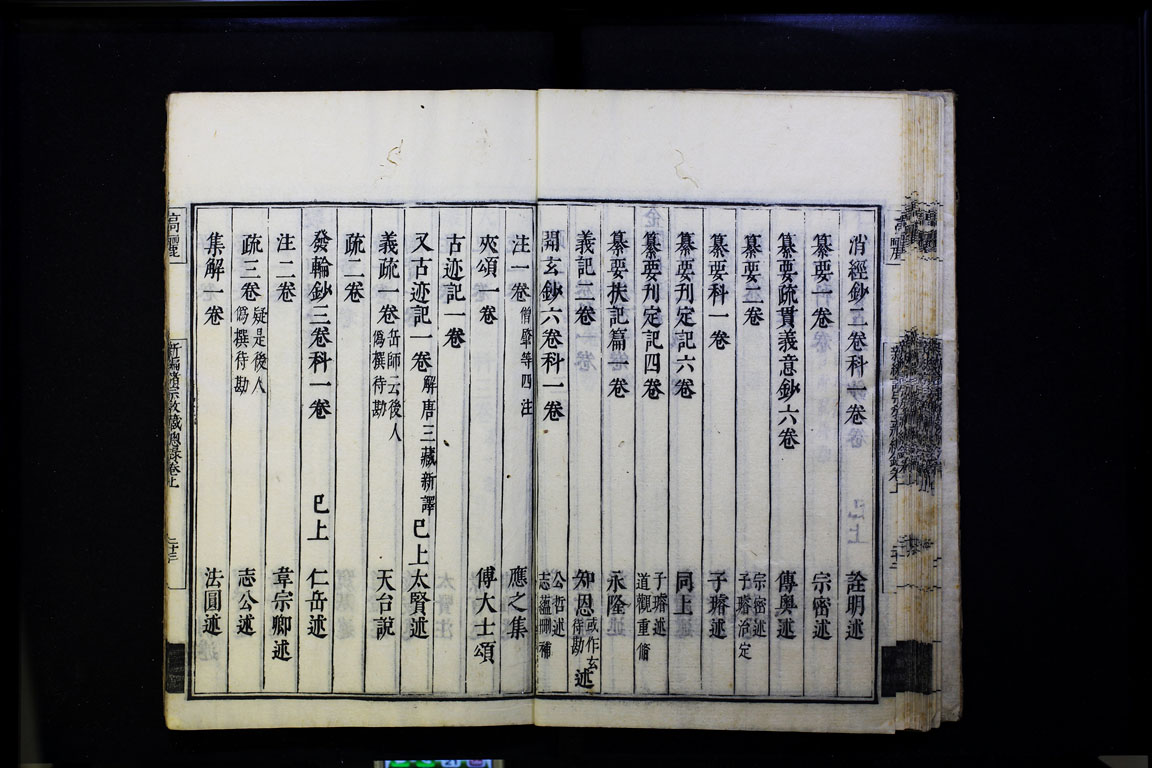 消經鈔二卷科一卷 詮明述
纂要一卷 宗密述
纂要疏貫義意鈔六卷 傳奧述
纂要二卷 宗密述 子璿治定
纂要科一卷 子璿述
纂要刊定記六卷 同上
纂要刊定記四卷 子璿述 道觀重脩
纂要扶記篇一卷 永隆述
義記二卷 知恩或作玄待勘述
開玄鈔六卷科一卷 公哲述 志蘊刪補
注一卷僧肇等四注 應之集
夾頌一卷 傅大士頌
古迹記一卷
又古迹記一卷解唐三藏新譯 已上太賢述
義疏一卷岳師云後人僞撰待勘 天台說
疏二卷
發輪鈔三卷科一卷 已上 仁岳述
注二卷 韋宗卿述
疏三卷疑是後人僞撰待勘 志公述
集解一卷 法圓述
高麗
新編諸宗教藏總錄卷上
二十三